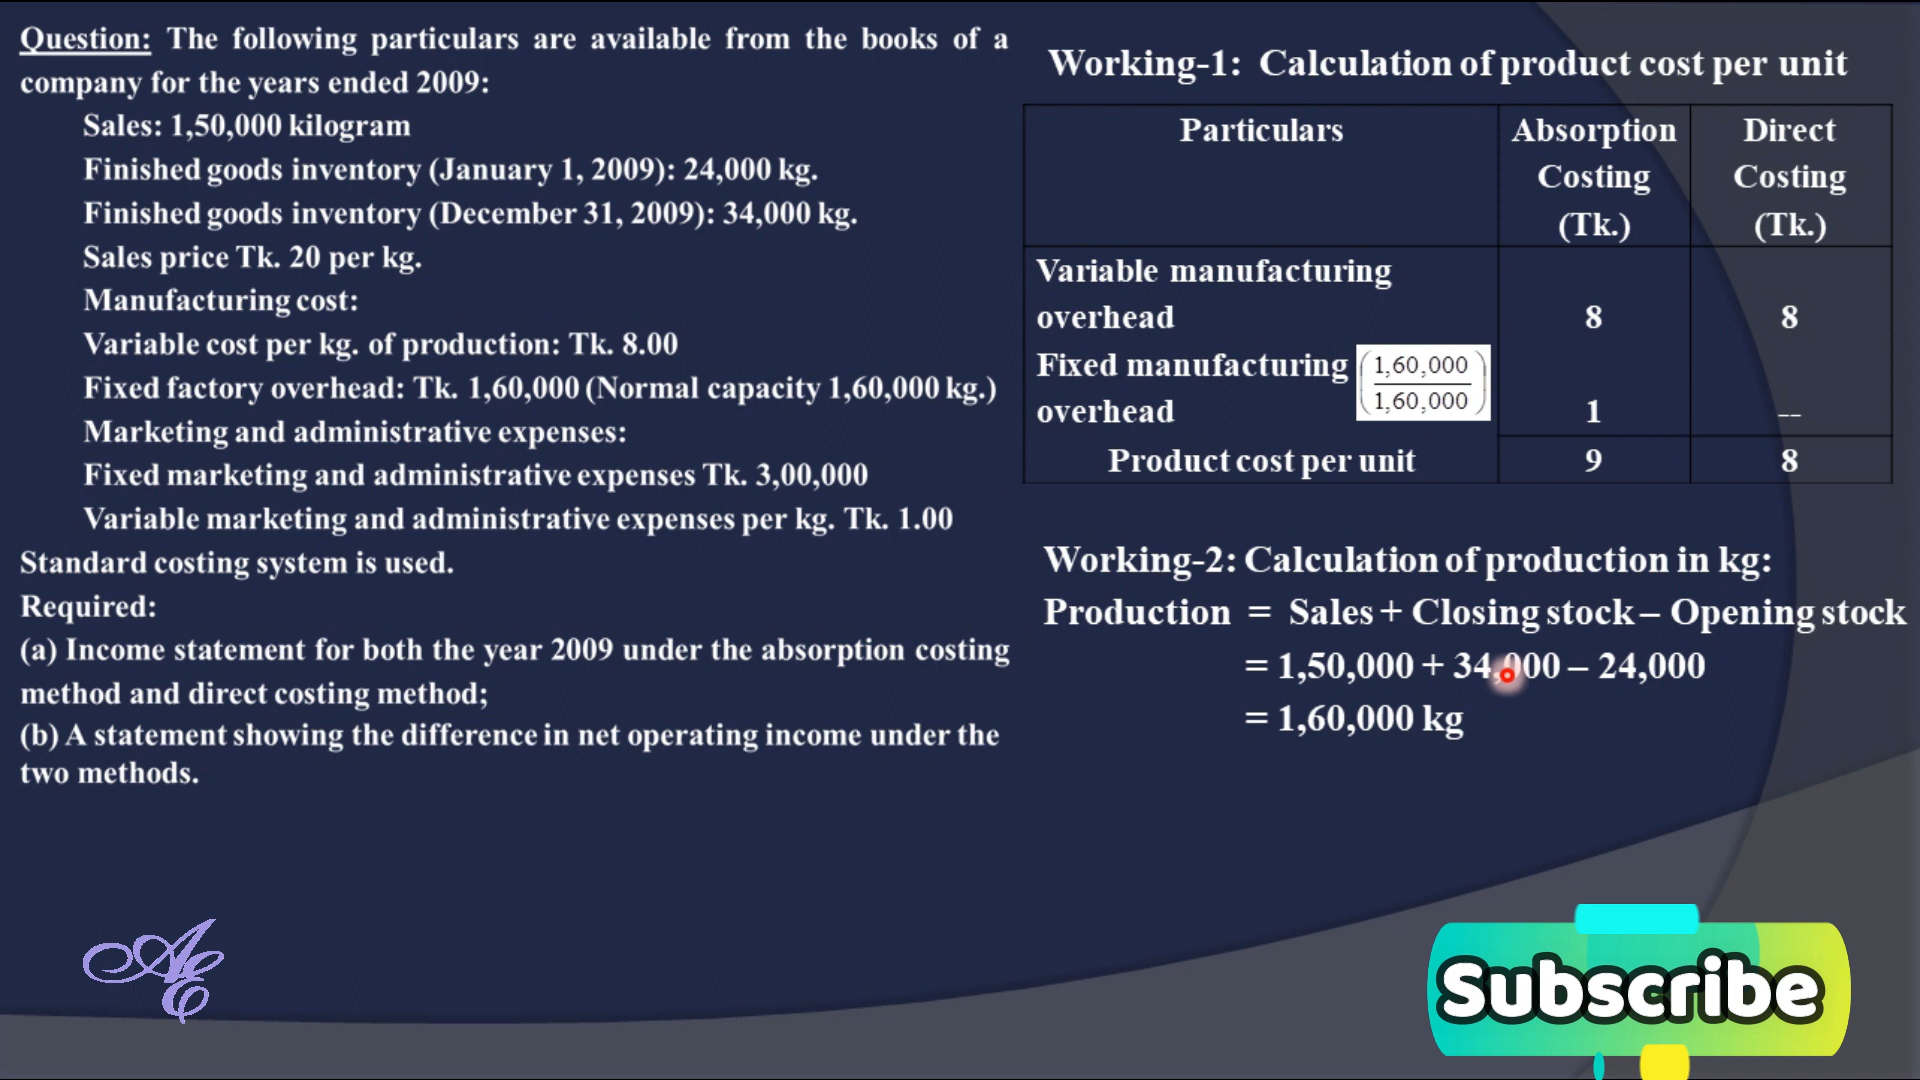 Question: The following particulars are available from the books of a
company for the years ended 2009:
Sales: 1,50,000 kilogram
Finished goods inventory (January 1, 2009): 24,000 kg.
Finished goods inventory (December 31, 2009): 34,000 kg.
Sales price Tk. 20 per kg.
Manufacturing cost:
Variable cost per kg. of production: Tk. 8.00
Fixed factory overhead: Tk. 1,60,000 (Normal capacity 1,60,000 kg.)
Marketing and administrative expenses:
Fixed marketing and administrative expenses Tk. 3,00,000
Variable marketing and administrative expenses per kg. Tk. 1.00
Standard costing system is used.
Required:
(a) Income statement for both the year 2009 under the absorption costing
method and direct costing method;
(b) A statement showing the difference in net operating income under the
two methods.
Working-1: Calculation of product cost per unit
Particulars Absorption Costing (Tk.) Direct Costing (Tk.)
Variable manufacturing
overhead 8 8
Fixed manufacturing (1,60,000 / 1,60,000)
overhead 1 --
Product cost per unit 9 8
Working-2: Calculation of production in kg:
Production = Sales + Closing stock – Opening stock
= 1,50,000 + 34,000 – 24,000
= 1,60,000 kg
AeC
Subscribe